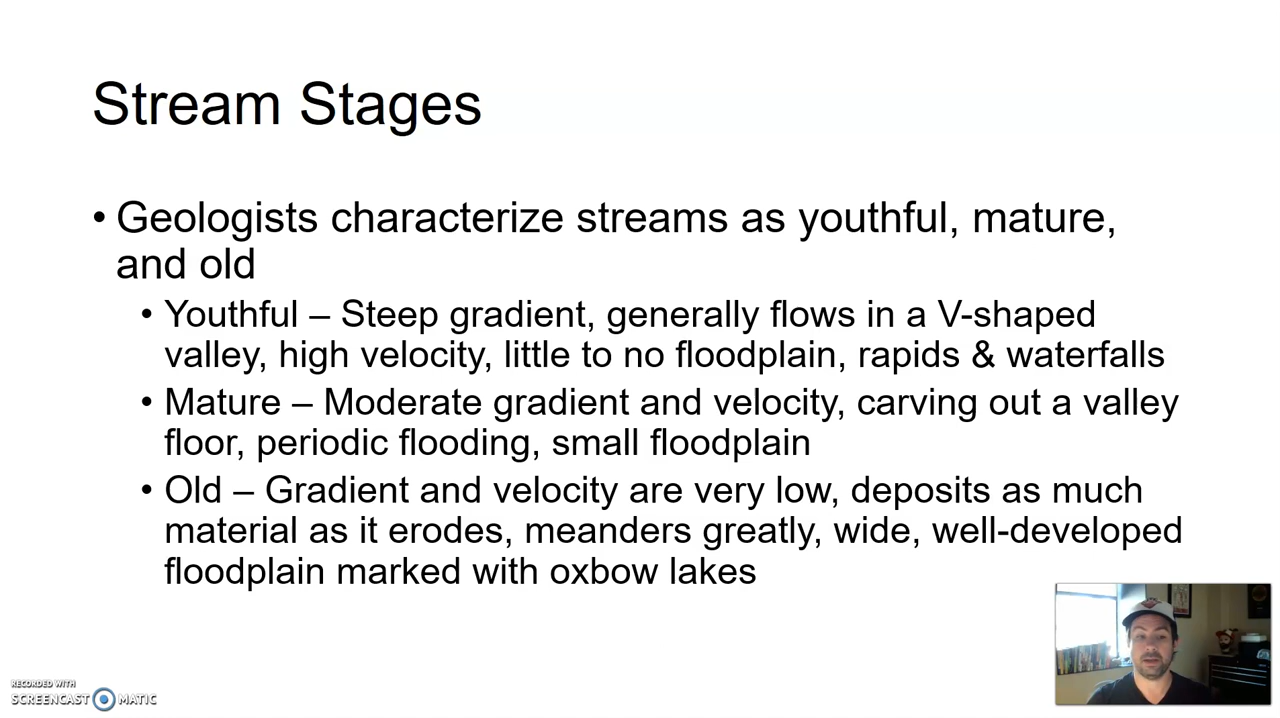 Stream Stages
• Geologists characterize streams as youthful, mature,
and old
• Youthful – Steep gradient, generally flows in a V-shaped
valley, high velocity, little to no floodplain, rapids & waterfalls
• Mature – Moderate gradient and velocity, carving out a valley
floor, periodic flooding, small floodplain
• Old – Gradient and velocity are very low, deposits as much
material as it erodes, meanders greatly, wide, well-developed
floodplain marked with oxbow lakes
RECORDED WITH
SCREENCAST MATIC